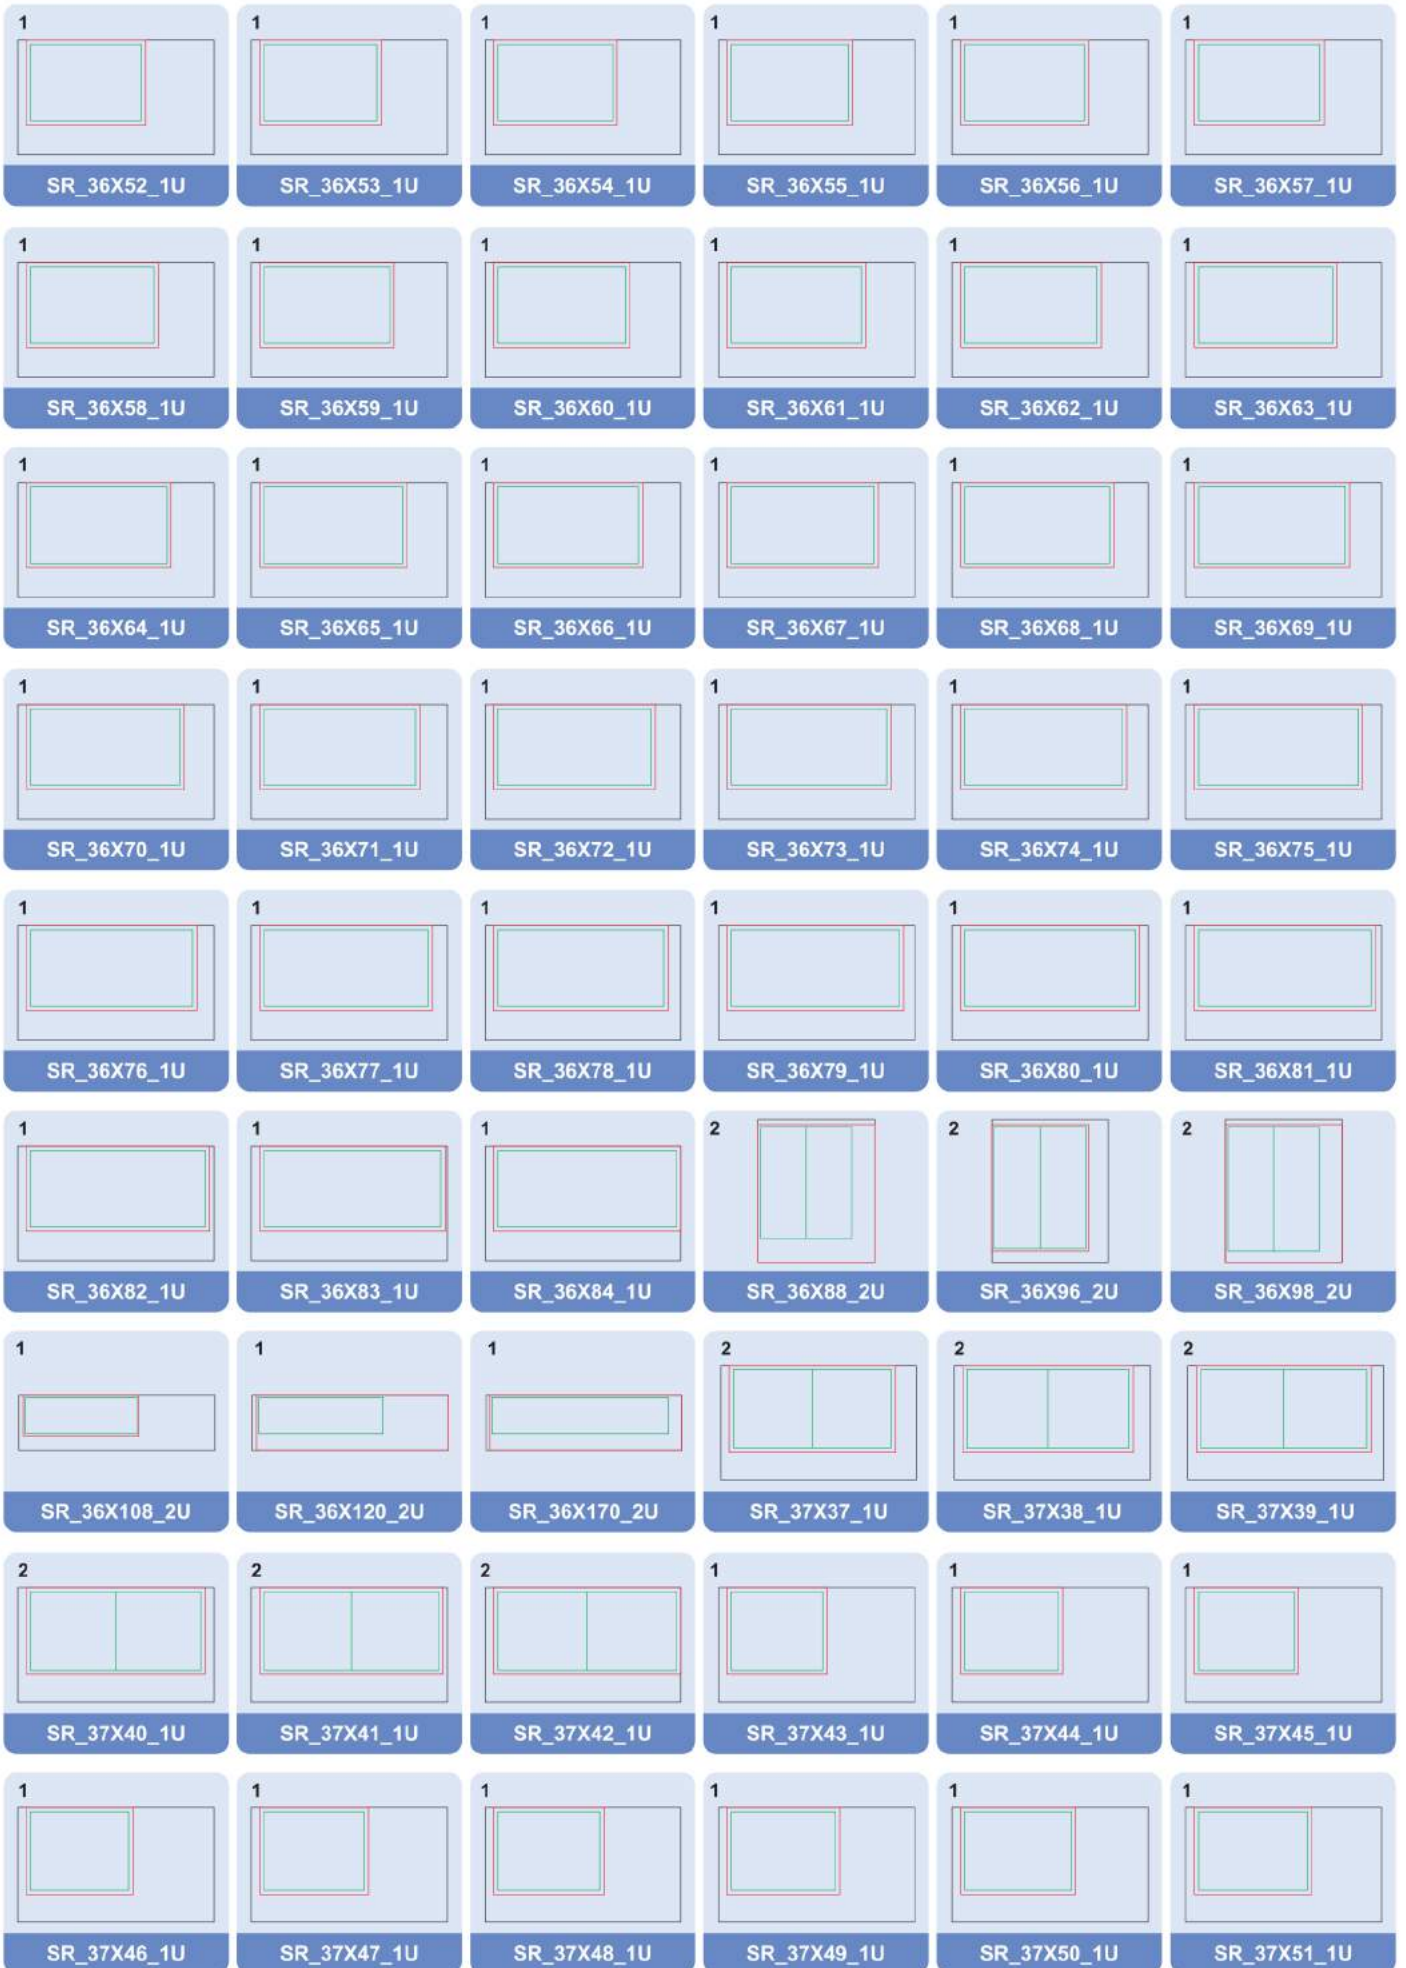 1 1 1 1 1 1
SR_36X52_1U SR_36X53_1U SR_36X54_1U SR_36X55_1U SR_36X56_1U SR_36X57_1U
1 1 1 1 1 1
SR_36X58_1U SR_36X59_1U SR_36X60_1U SR_36X61_1U SR_36X62_1U SR_36X63_1U
1 1 1 1 1 1
SR_36X64_1U SR_36X65_1U SR_36X66_1U SR_36X67_1U SR_36X68_1U SR_36X69_1U
1 1 1 1 1 1
SR_36X70_1U SR_36X71_1U SR_36X72_1U SR_36X73_1U SR_36X74_1U SR_36X75_1U
1 1 1 1 1 1
SR_36X76_1U SR_36X77_1U SR_36X78_1U SR_36X79_1U SR_36X80_1U SR_36X81_1U
1 1 1 2 2 2
SR_36X82_1U SR_36X83_1U SR_36X84_1U SR_36X88_2U SR_36X96_2U SR_36X98_2U
1 1 1 2 2 2
SR_36X108_2U SR_36X120_2U SR_36X170_2U SR_37X37_1U SR_37X38_1U SR_37X39_1U
2 2 2 1 1 1
SR_37X40_1U SR_37X41_1U SR_37X42_1U SR_37X43_1U SR_37X44_1U SR_37X45_1U
1 1 1 1 1 1
SR_37X46_1U SR_37X47_1U SR_37X48_1U SR_37X49_1U SR_37X50_1U SR_37X51_1U